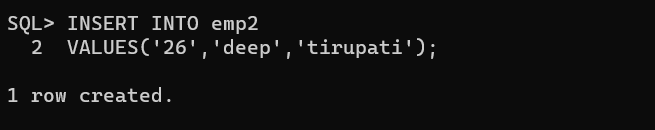 SQL> INSERT INTO emp2
  2  VALUES('26','deep','tirupati');
1 row created.